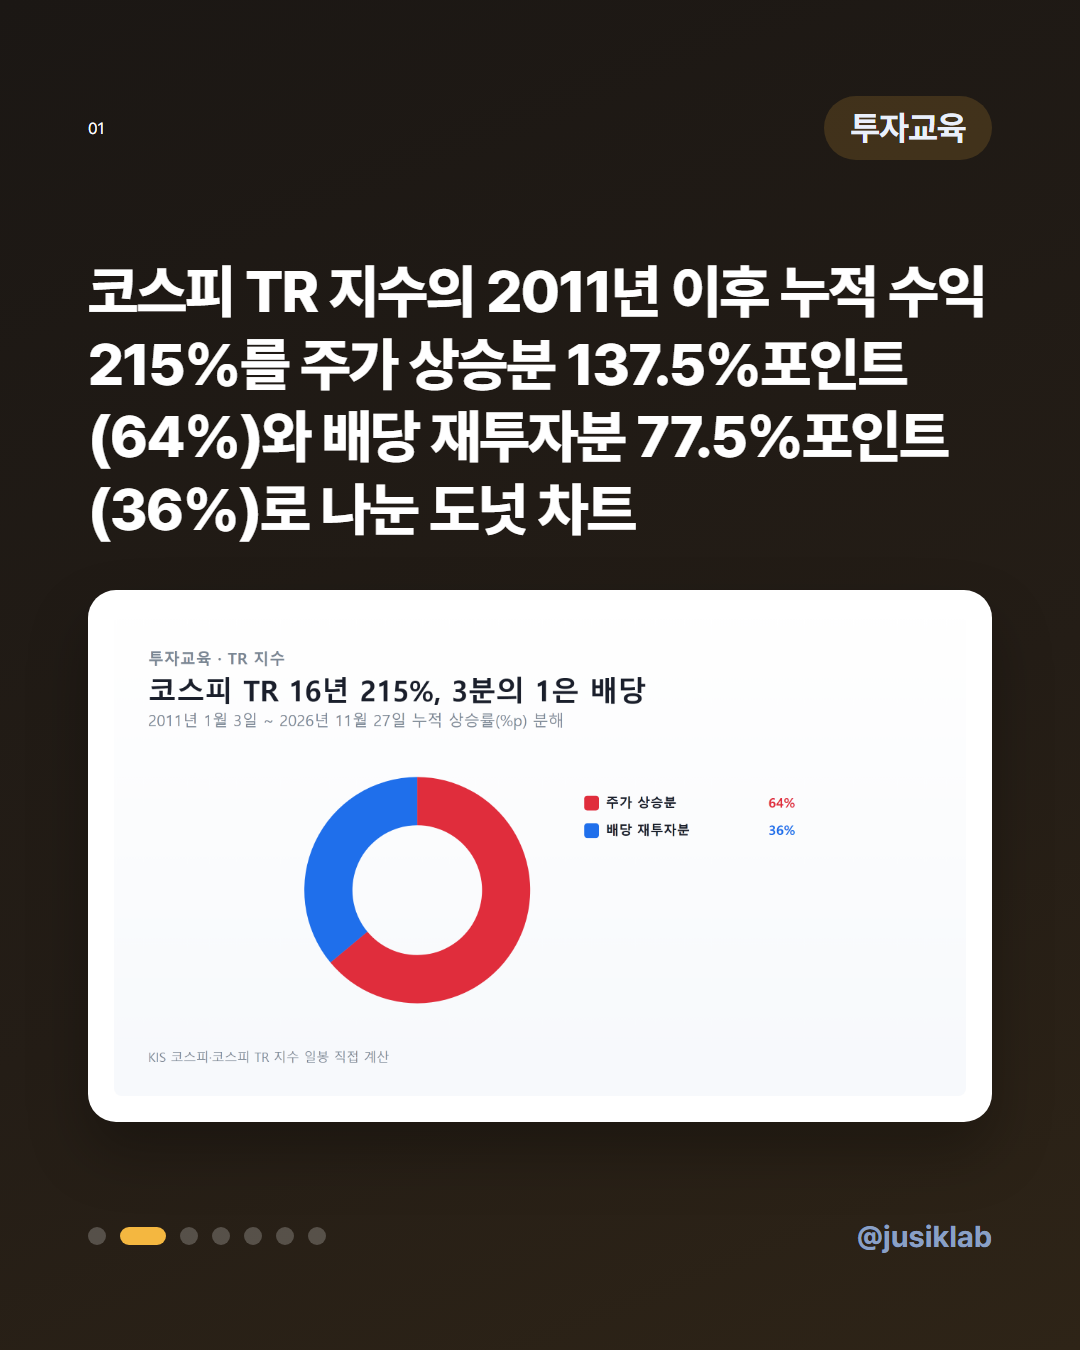 01
투자교육
코스피 TR 지수의 2011년 이후 누적 수익
215%를 주가 상승분 137.5%포인트
(64%)와 배당 재투자분 77.5%포인트
(36%)로 나눈 도넛 차트
투자교육 · TR 지수
코스피 TR 16년 215%, 3분의 1은 배당
2011년 1월 3일 ~ 2026년 11월 27일 누적 상승률(%p) 분해
주가 상승분 64%
배당 재투자분 36%
KIS 코스피·코스피 TR 지수 일봉 직접 계산
@jusiklab